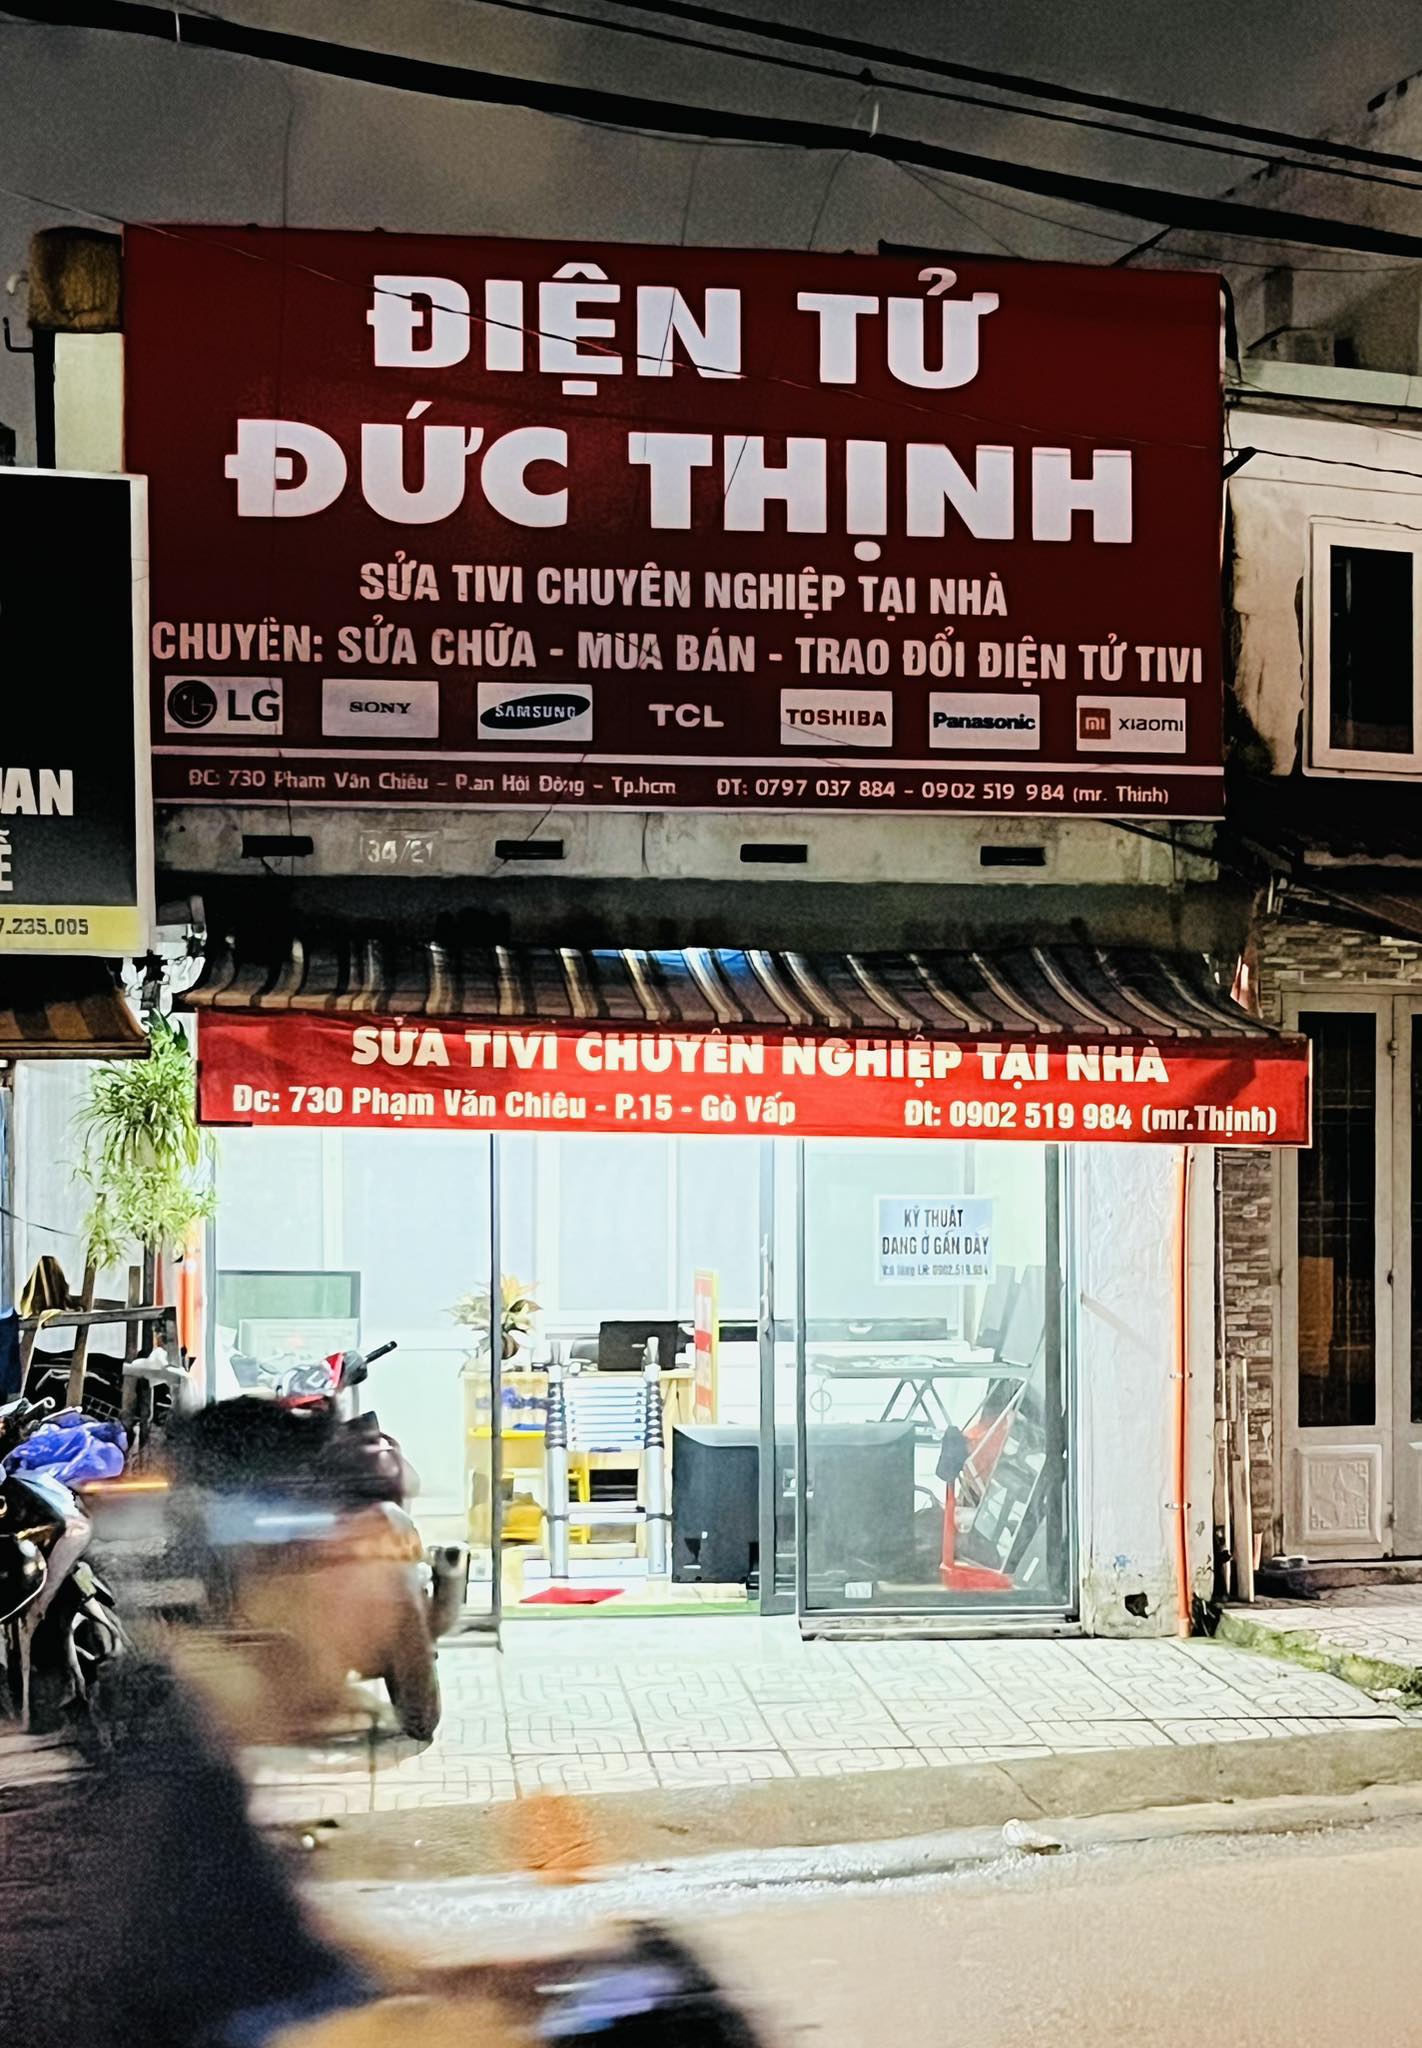 ĐIỆN TỬ
ĐỨC THỊNH
SỬA TIVI CHUYÊN NGHIỆP TẠI NHÀ
CHUYÊN: SỬA CHỮA - MUA BÁN - TRAO ĐỔI ĐIỆN TỬ TIVI
LG SONY SAMSUNG TCL TOSHIBA Panasonic mi xiaomi
ĐC: 730 Phạm Văn Chiêu - P.an Hội Đông - Tp.hcm ĐT: 0797 037 884 - 0902 519 984 (mr. Thịnh)
34/21
AN
7.235.005
SỬA TIVI CHUYÊN NGHIỆP TẠI NHÀ
Đc: 730 Phạm Văn Chiêu - P.15 - Gò Vấp Đt: 0902 519 984 (mr.Thịnh)
KỸ THUẬT
ĐANG Ở GẦN ĐÂY
0902.519.984